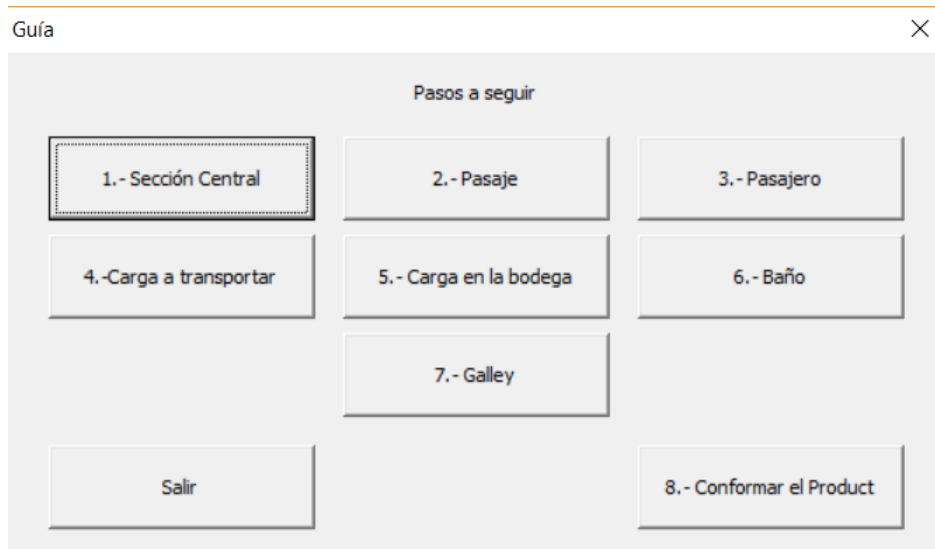 Guía
Pasos a seguir
1.- Sección Central
2.- Pasaje
3.- Pasajero
4.-Carga a transportar
5.- Carga en la bodega
6.- Baño
7.- Galley
Salir
8.- Conformar el Product